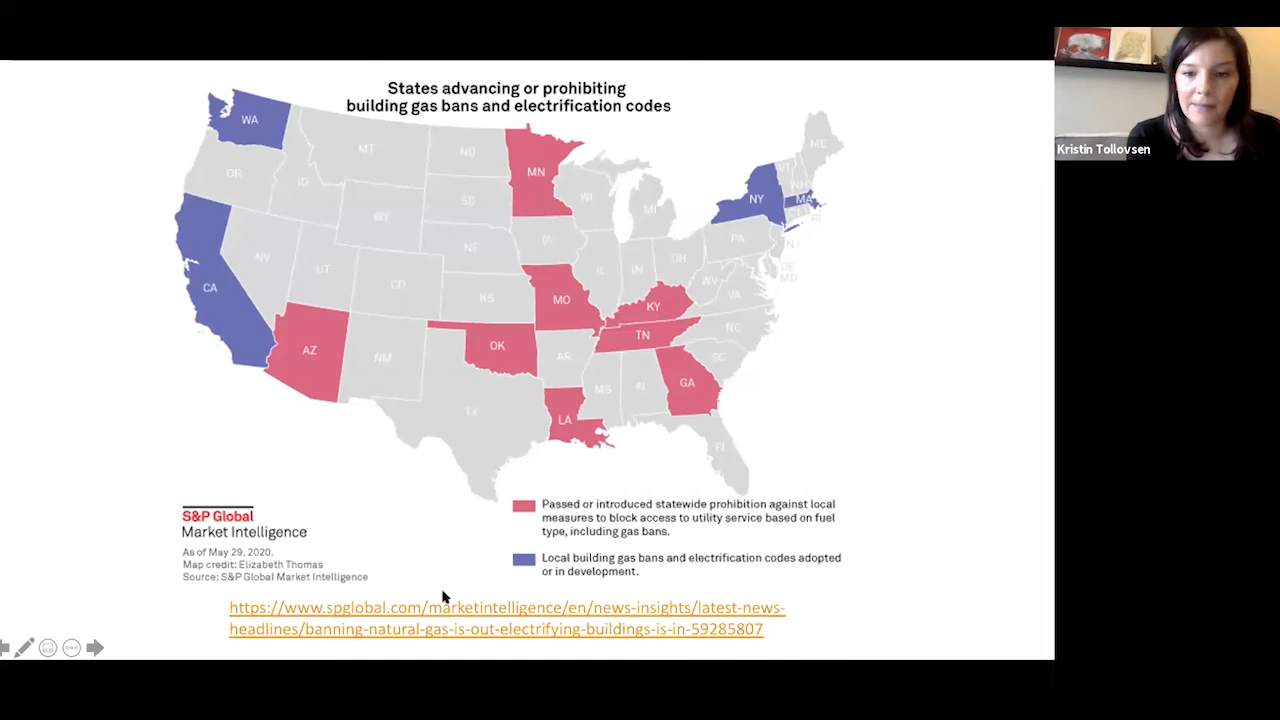 States advancing or prohibiting
building gas bans and electrification codes
WA
MT
ND
MN
ME
OR
ID
SD
WI
MI
VT
NH
NY
MA
CT
RI
WY
IA
PA
NJ
NE
NV
UT
CO
IL
IN
OH
DE
MD
WV
VA
CA
KS
MO
KY
NC
TN
AZ
NM
OK
AR
SC
MS
AL
GA
TX
LA
FL
S&P Global
Market Intelligence
As of May 29, 2020.
Map credit: Elizabeth Thomas
Source: S&P Global Market Intelligence
Passed or introduced statewide prohibition against local
measures to block access to utility service based on fuel
type, including gas bans.
Local building gas bans and electrification codes adopted
or in development.
https://www.spglobal.com/marketintelligence/en/news-insights/latest-news-
headlines/banning-natural-gas-is-out-electrifying-buildings-is-in-59285807
Kristin Tollovsen